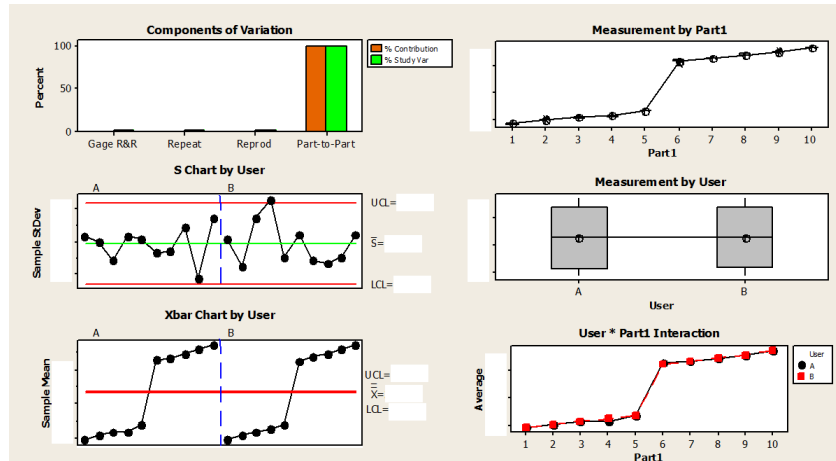 Components of Variation
100
50
0
Percent
% Contribution
% Study Var
Gage R&R Repeat Reprod Part-to-Part
Measurement by Part1
1 2 3 4 5 6 7 8 9 10
Part1
S Chart by User
A B
Sample StDev
UCL=
S=
LCL=
Measurement by User
A B
User
Xbar Chart by User
A B
Sample Mean
UCL=
X=
LCL=
User * Part1 Interaction
Average
User
A
B
1 2 3 4 5 6 7 8 9 10
Part1